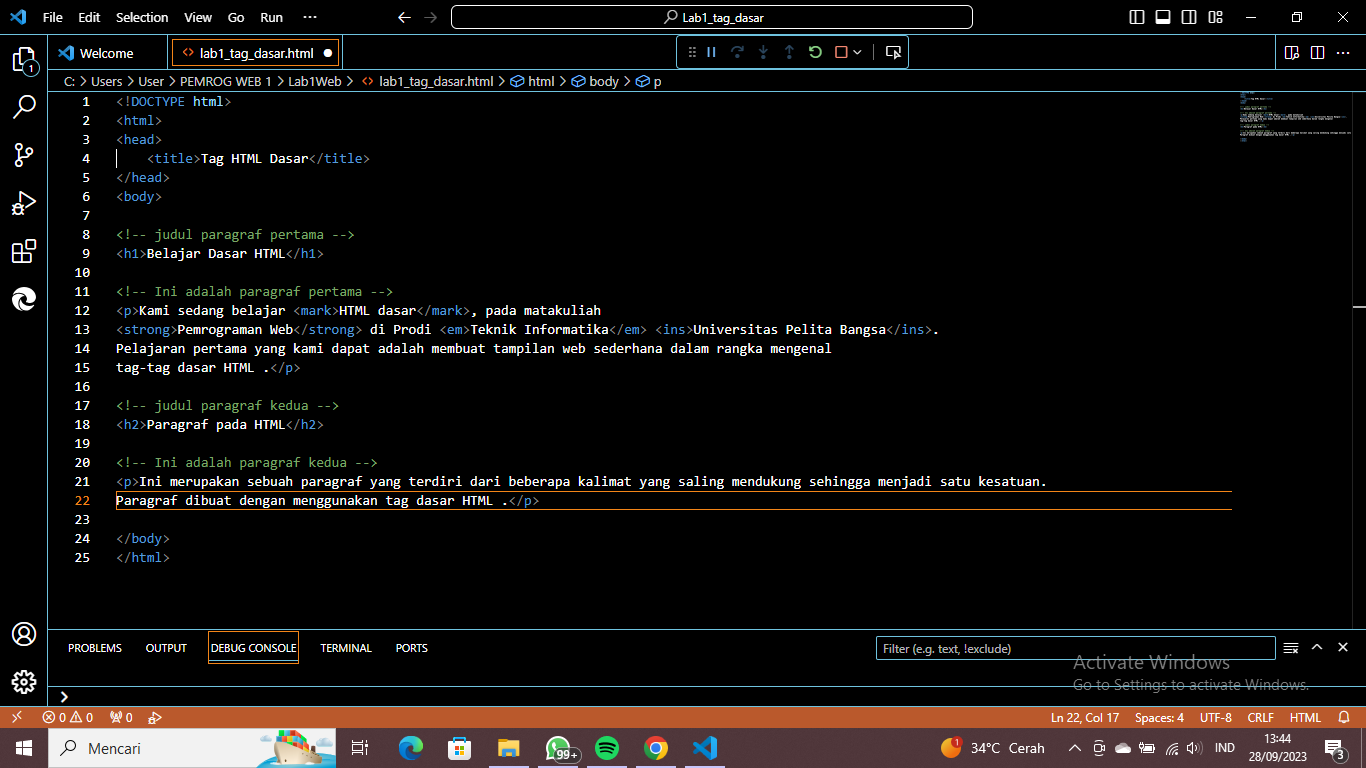 File Edit Selection View Go Run ··· Lab1_tag_dasar
Welcome lab1_tag_dasar.html
C: > Users > User > PEMROG WEB 1 > Lab1Web > <> lab1_tag_dasar.html > html > body > p
1 <!DOCTYPE html>
2 <html>
3 <head>
4     <title>Tag HTML Dasar</title>
5 </head>
6 <body>
7
8 <!-- judul paragraf pertama -->
9 <h1>Belajar Dasar HTML</h1>
10
11 <!-- Ini adalah paragraf pertama -->
12 <p>Kami sedang belajar <mark>HTML dasar</mark>, pada matakuliah
13 <strong>Pemrograman Web</strong> di Prodi <em>Teknik Informatika</em> <ins>Universitas Pelita Bangsa</ins>.
14 Pelajaran pertama yang kami dapat adalah membuat tampilan web sederhana dalam rangka mengenal
15 tag-tag dasar HTML .</p>
16
17 <!-- judul paragraf kedua -->
18 <h2>Paragraf pada HTML</h2>
19
20 <!-- Ini adalah paragraf kedua -->
21 <p>Ini merupakan sebuah paragraf yang terdiri dari beberapa kalimat yang saling mendukung sehingga menjadi satu kesatuan.
22 Paragraf dibuat dengan menggunakan tag dasar HTML .</p>
23
24 </body>
25 </html>
1
PROBLEMS OUTPUT DEBUG CONSOLE TERMINAL PORTS Filter (e.g. text, !exclude)
Activate Windows
Go to Settings to activate Windows.
0 0 0 Ln 22, Col 17 Spaces: 4 UTF-8 CRLF HTML
Mencari 99+ 1 34°C Cerah IND 13:44
28/09/2023 3